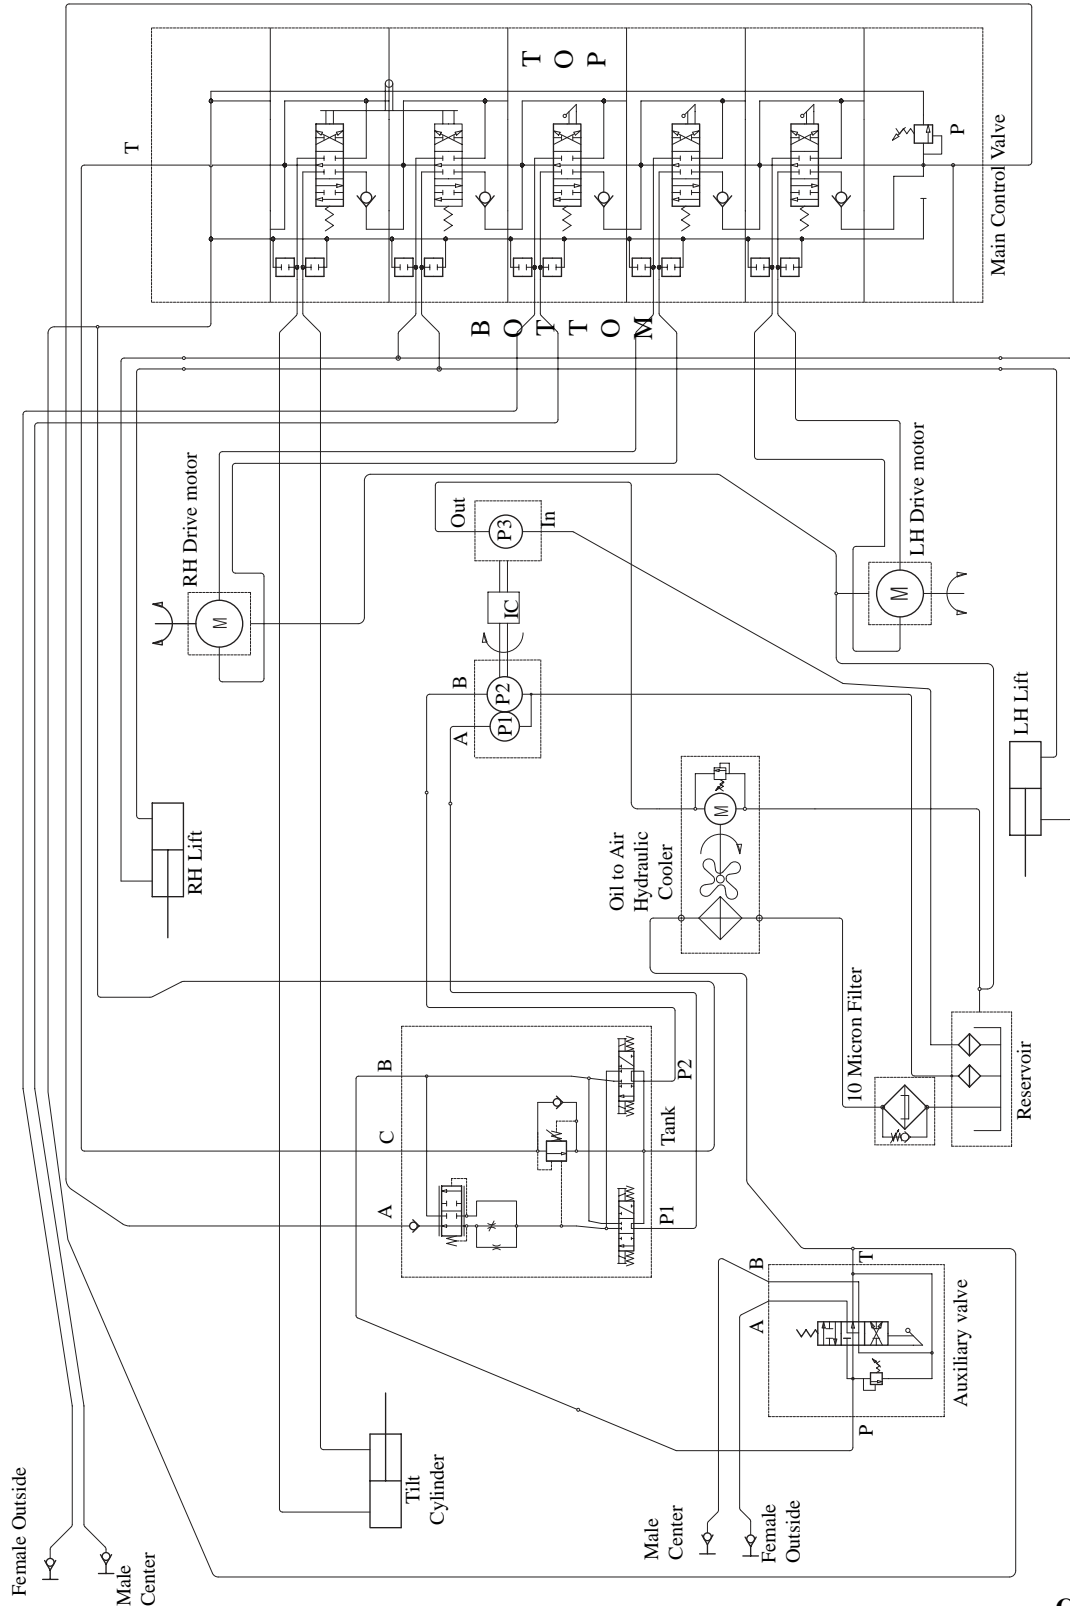 T
T
O
P
P
Main Control Valve
B
O
T
T
O
M
RH Drive motor
M
Out
P3
In
IC
LH Drive motor
M
B
P2
A
P1
LH Lift
RH Lift
Oil to Air
Hydraulic
Cooler
M
10 Micron Filter
Reservoir
B
P2
C
Tank
A
P1
B
T
A
P
Auxiliary valve
Tilt
Cylinder
Male
Center
Female
Outside
Female Outside
Male
Center